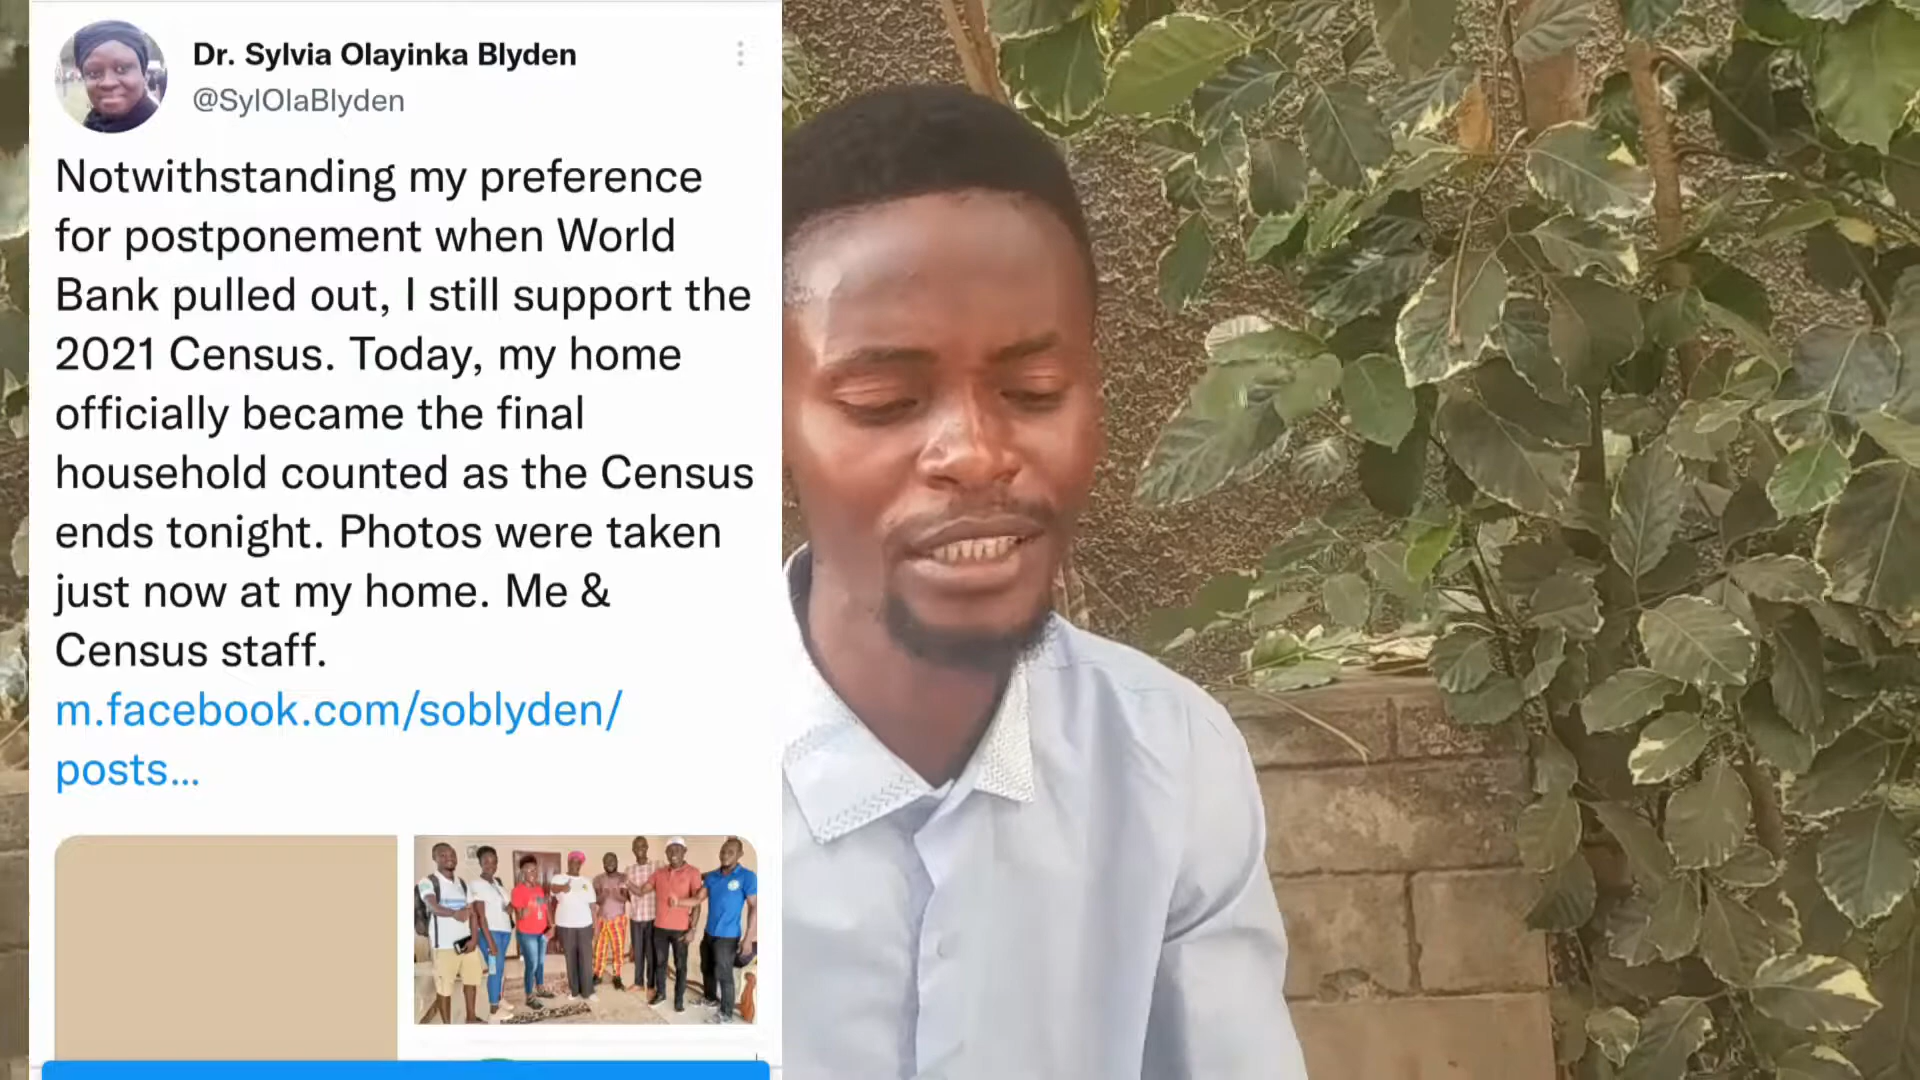 Dr. Sylvia Olayinka Blyden
@SylOlaBlyden
Notwithstanding my preference
for postponement when World
Bank pulled out, I still support the
2021 Census. Today, my home
officially became the final
household counted as the Census
ends tonight. Photos were taken
just now at my home. Me &
Census staff.
m.facebook.com/soblyden/
posts...